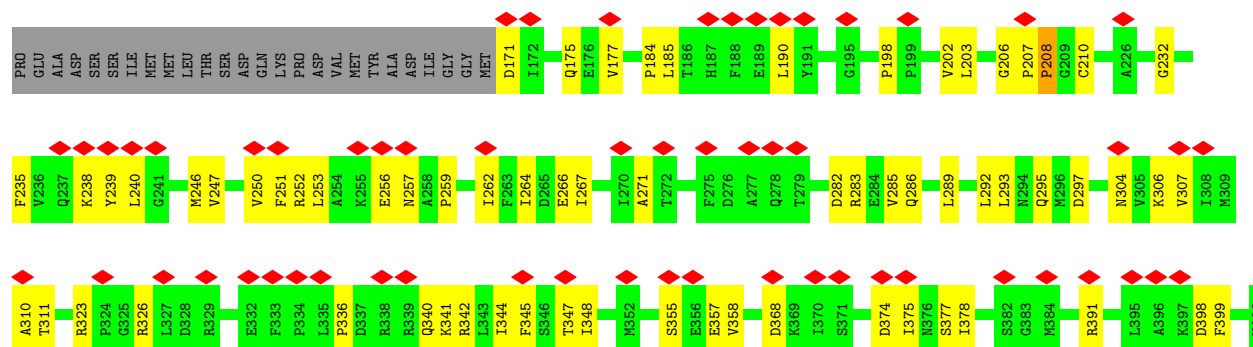 PRO GLU ALA ASP SER SER ILE MET MET LEU THR SER ASP GLN LYS PRO ASP VAL MET TYR ALA ASP ILE GLY GLY MET D171 I172 Q175 E176 V177 P184 L185 T186 H187 F188 E189 L190 Y191 G195 P198 P199 V202 L203 G206 P207 P208 G209 C210 A226 G232
F235 V236 Q237 K238 Y239 L240 G241 M246 V247 V250 F251 R252 L253 A254 K255 E256 N257 A258 P259 I262 F263 I264 D265 E266 I267 I270 A271 T272 F275 D276 A277 Q278 T279 D282 R283 E284 V285 Q286 L289 L292 L293 N294 Q295 M296 D297 N304 V305 K306 V307 I308 M309
A310 T311 R323 P324 G325 R326 L327 D328 R329 E332 F333 P334 L335 P336 D337 R338 R339 Q340 K341 R342 L343 I344 F345 S346 T347 I348 M352 S355 E356 E357 V358 D368 K369 I370 S371 D374 I375 N376 S377 I378 S382 G383 M384 R391 L395 A396 K397 D398 F399